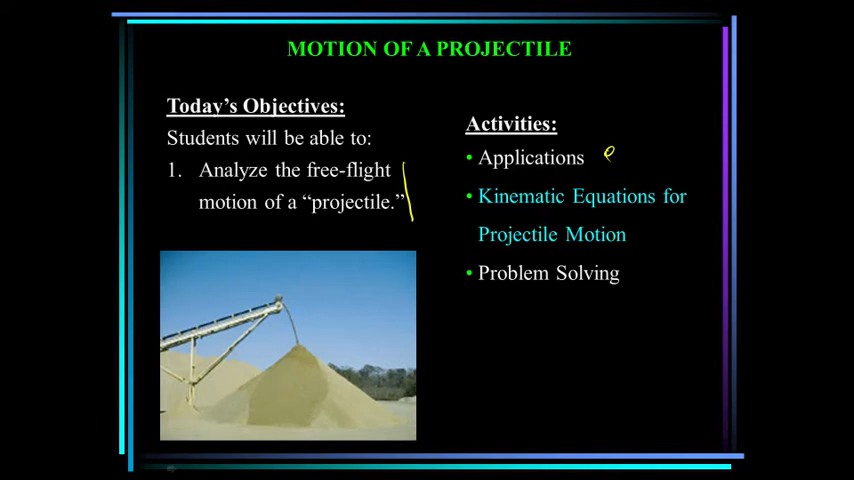 MOTION OF A PROJECTILE
Today’s Objectives:
Students will be able to:
1. Analyze the free-flight
motion of a “projectile.”
Activities:
• Applications
• Kinematic Equations for
Projectile Motion
• Problem Solving